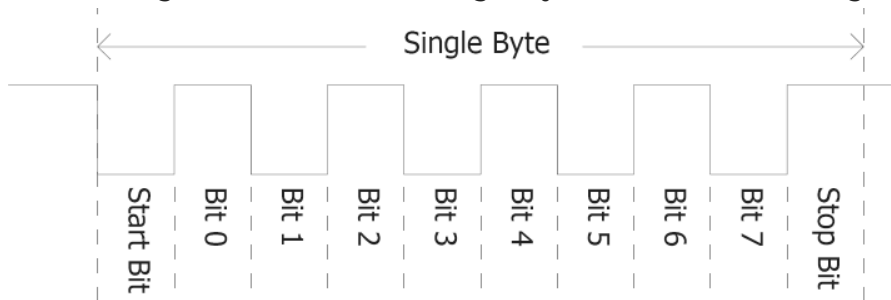 Single Byte
Start Bit
Bit 0
Bit 1
Bit 2
Bit 3
Bit 4
Bit 5
Bit 6
Bit 7
Stop Bit